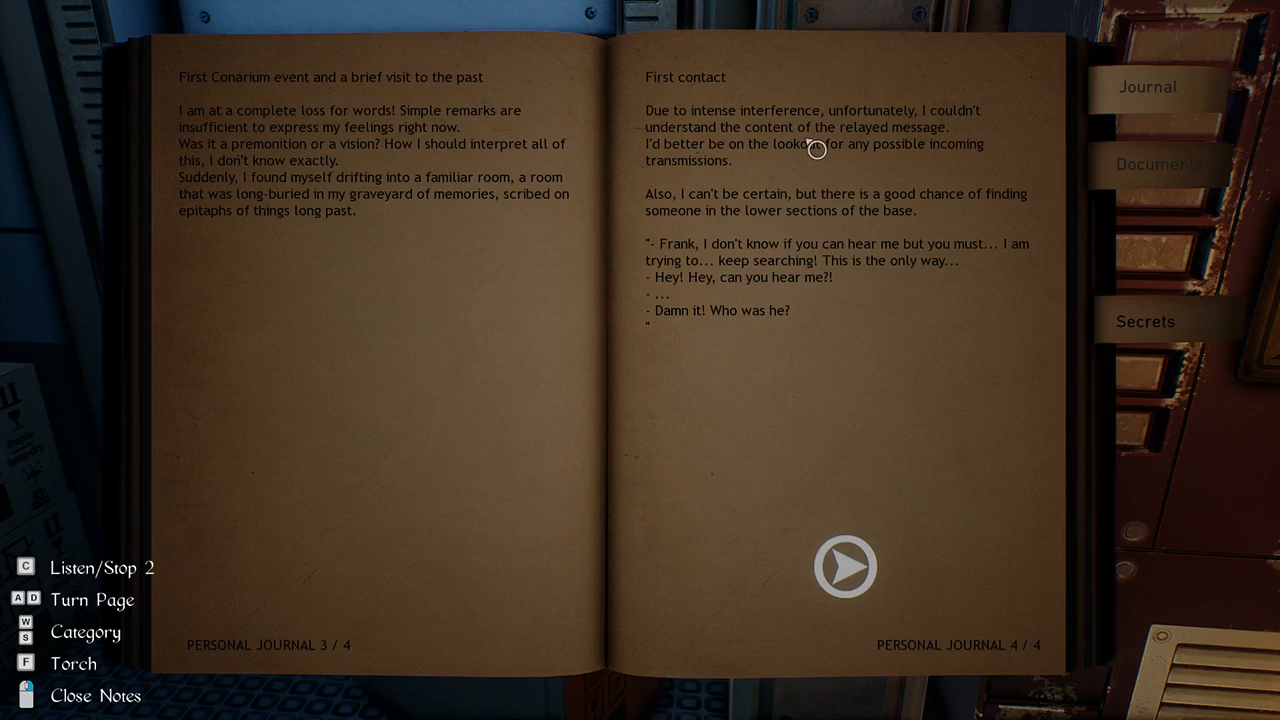 First Conarium event and a brief visit to the past
I am at a complete loss for words! Simple remarks are
insufficient to express my feelings right now.
Was it a premonition or a vision? How I should interpret all of
this, I don't know exactly.
Suddenly, I found myself drifting into a familiar room, a room
that was long-buried in my graveyard of memories, scribed on
epitaphs of things long past.
PERSONAL JOURNAL 3 / 4
First contact
Due to intense interference, unfortunately, I couldn't
understand the content of the relayed message.
I'd better be on the lookout for any possible incoming
transmissions.
Also, I can't be certain, but there is a good chance of finding
someone in the lower sections of the base.
"- Frank, I don't know if you can hear me but you must... I am
trying to... keep searching! This is the only way...
- Hey! Hey, can you hear me?!
- ...
- Damn it! Who was he?
"
PERSONAL JOURNAL 4 / 4
Journal
Documents
Secrets
C Listen/Stop 2
A D Turn Page
W S Category
F Torch
Close Notes